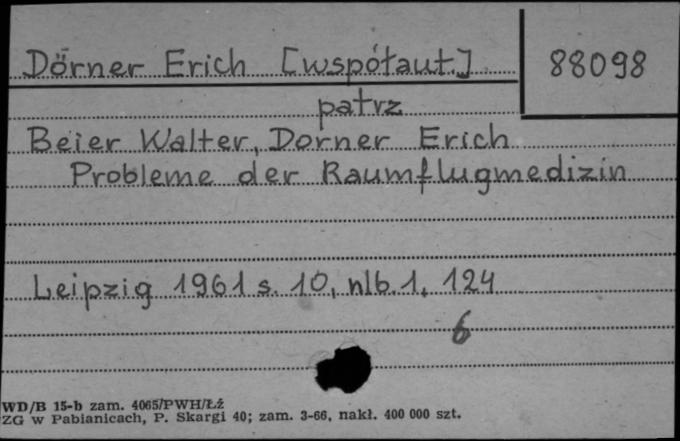 Dörner Erich [współaut.]
88098
patrz
Beier Walter, Dorner Erich
Probleme der Raumflugmedizin
Leipzig 1961 s. 10, nlb. 1, 124
6
WD/B 15-b zam. 4065/PWH/Łż
ZG w Pabianicach, P. Skargi 40; zam. 3-66, nakł. 400 000 szt.